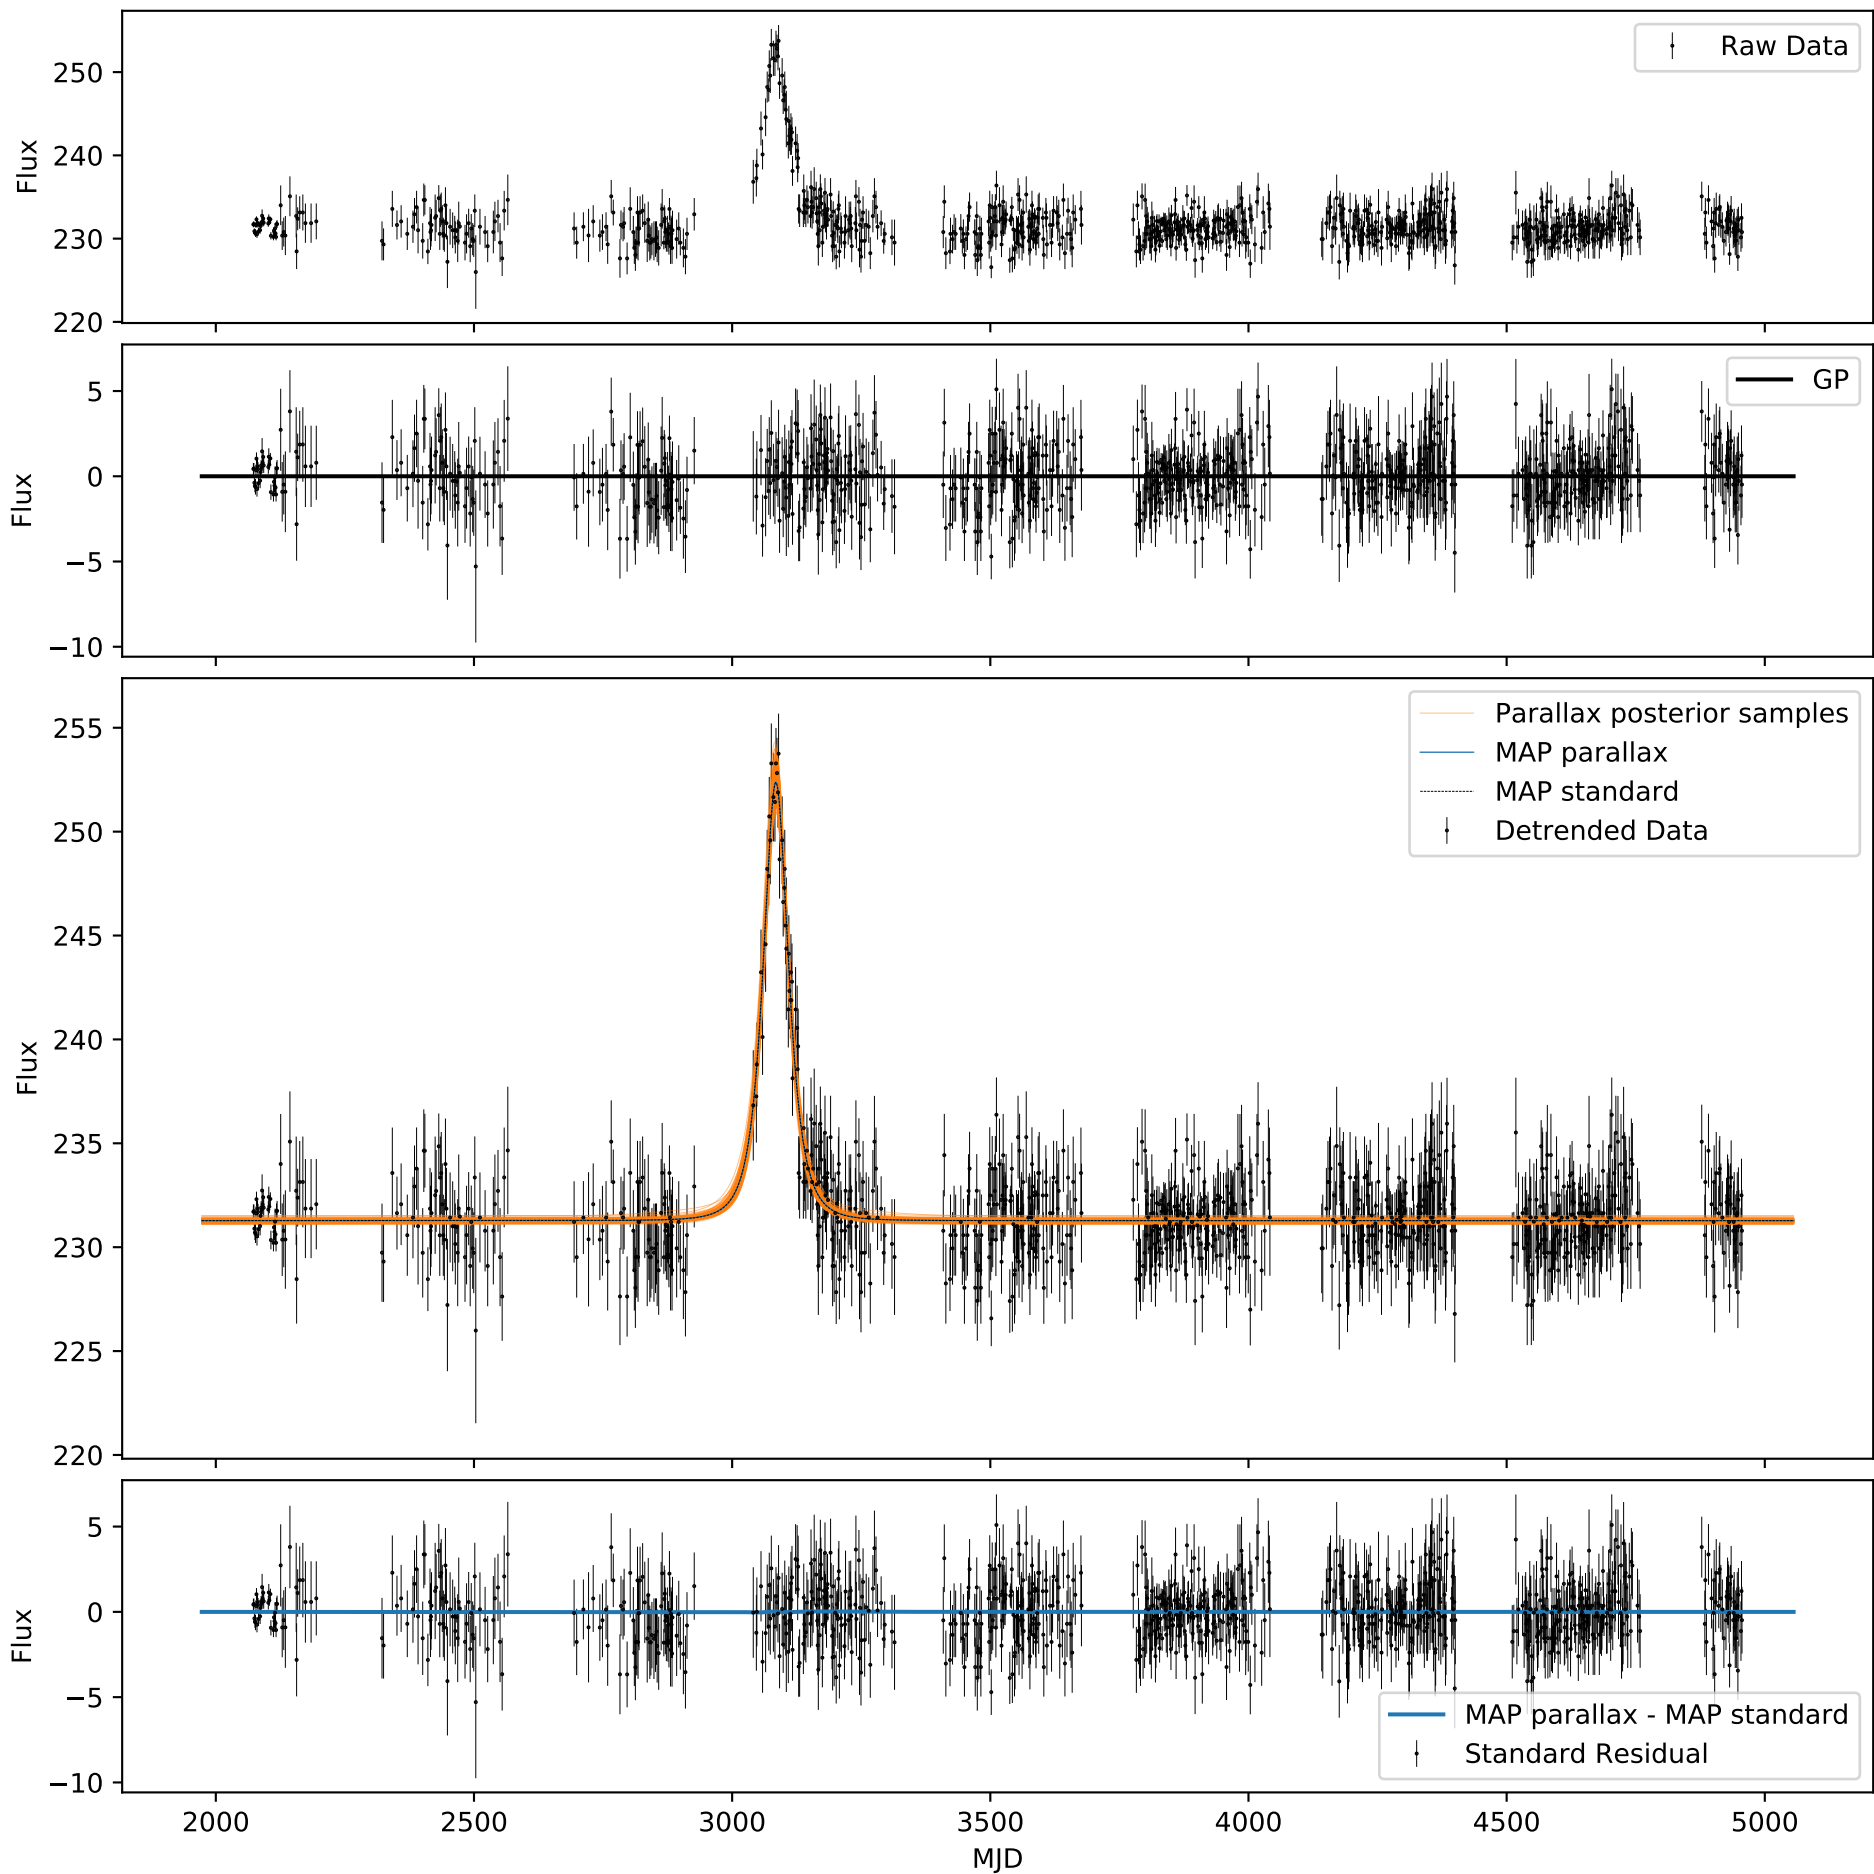 Raw Data
Flux
250
240
230
220
GP
Flux
5
0
−5
−10
Parallax posterior samples
MAP parallax
MAP standard
Detrended Data
Flux
255
250
245
240
235
230
225
220
Flux
5
0
−5
−10
MAP parallax - MAP standard
Standard Residual
2000 2500 3000 3500 4000 4500 5000
MJD